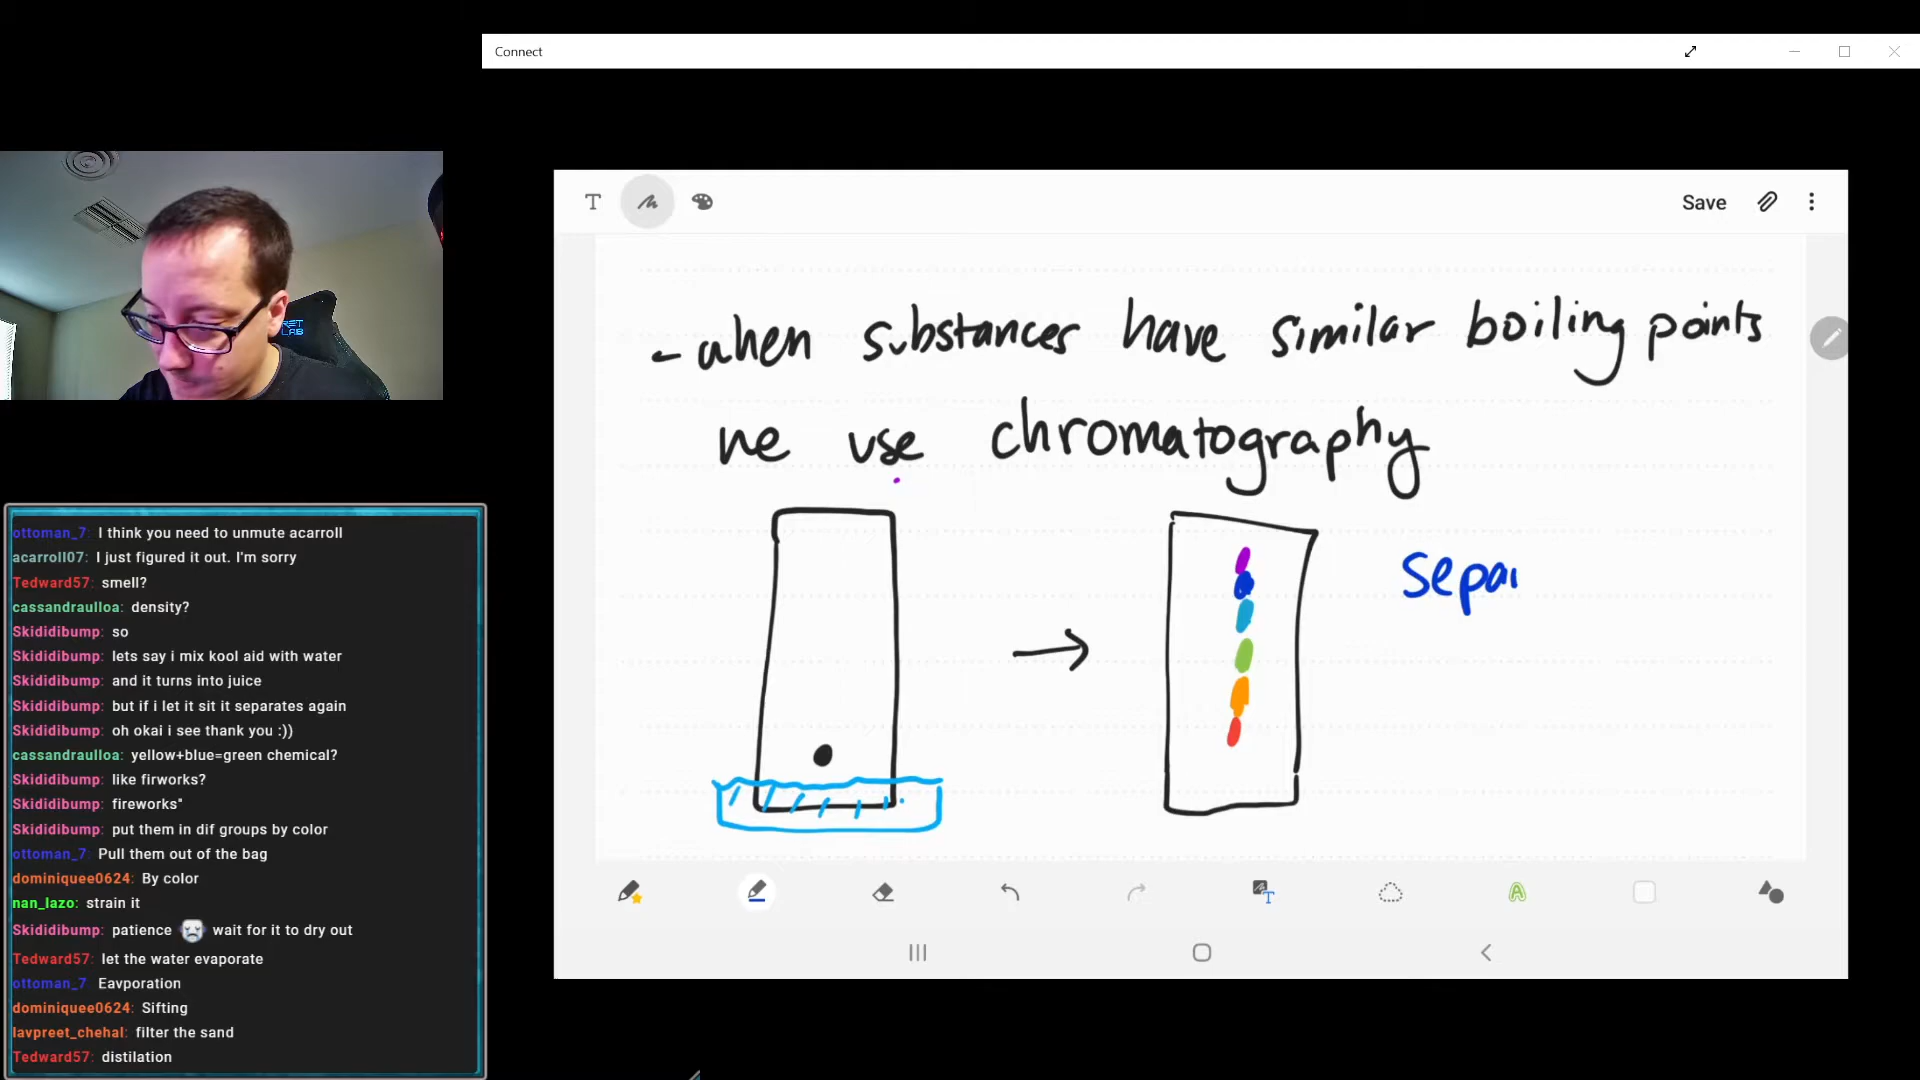 Connect
T
Save
- when substances have similar boiling points
we use chromatography
Separ
ottoman_7: I think you need to unmute acarroll
acarroll07: I just figured it out. I'm sorry
Tedward57: smell?
cassandraulloa: density?
Skididibump: so
Skididibump: lets say i mix kool aid with water
Skididibump: and it turns into juice
Skididibump: but if i let it sit it separates again
Skididibump: oh okai i see thank you :))
cassandraulloa: yellow+blue=green chemical?
Skididibump: like firworks?
Skididibump: fireworks"
Skididibump: put them in dif groups by color
ottoman_7: Pull them out of the bag
dominiquee0624: By color
nan_lazo: strain it
Skididibump: patience wait for it to dry out
Tedward57: let the water evaporate
ottoman_7: Eavporation
dominiquee0624: Sifting
lavpreet_chehal: filter the sand
Tedward57: distilation